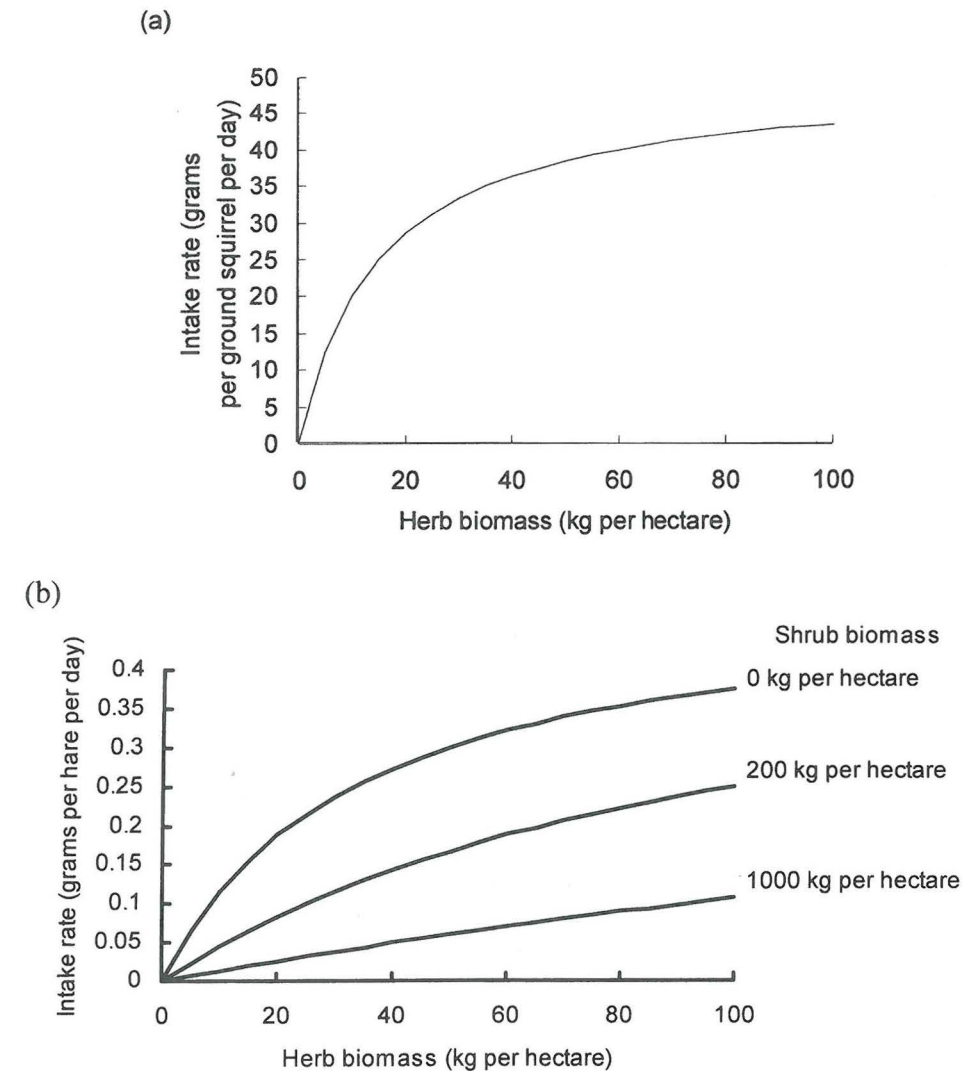 (a)
50
45
40
35
30
25
20
15
10
5
0
Intake rate (grams
per ground squirrel per day)
0 20 40 60 80 100
Herb biomass (kg per hectare)
(b)
Shrub biomass
0.4
0.35
0.3
0.25
0.2
0.15
0.1
0.05
0
Intake rate (grams per hare per day)
0 kg per hectare
200 kg per hectare
1000 kg per hectare
0 20 40 60 80 100
Herb biomass (kg per hectare)